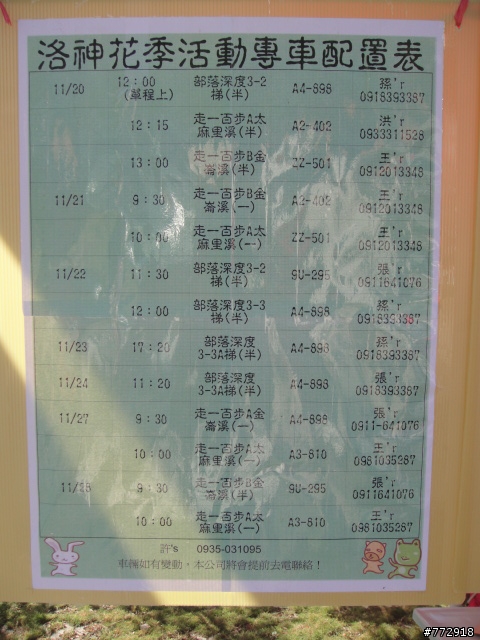 洛神花季活動專車配置表
11/20 12:00 (單程上) 部落深度3-2梯(半) A4-898 孫'r 0918393387
12:15 走一百步A太麻里溪(半) A2-402 洪'r 0933311528
13:00 走一百步B金崙溪(半) ZZ-501 王'r 0912013348
11/21 9:30 走一百步B金崙溪(一) A2-402 王'r 0912013348
10:00 走一百步A太麻里溪(一) ZZ-501 王'r 0912013348
11/22 11:30 部落深度3-2梯(半) 9U-295 張'r 0911641076
12:00 部落深度3-3梯(半) A4-898 孫'r 0918393387
11/23 17:20 部落深度3-3A梯(半) A4-898 孫'r 0918393387
11/24 11:20 部落深度3-3A梯(半) A4-898 張'r 0918393387
11/27 9:30 走一百步A金崙溪(一) A4-898 張'r 0911-641076
10:00 走一百步A太麻里溪(一) A3-810 王'r 0981035287
11/28 9:30 走一百步B金崙溪(半) 9U-295 張'r 0911641076
10:00 走一百步A太麻里溪(一) A3-810 王'r 0981035287
許's 0935-031095
車輛如有變動，本公司將會提前去電聯絡！
#772918